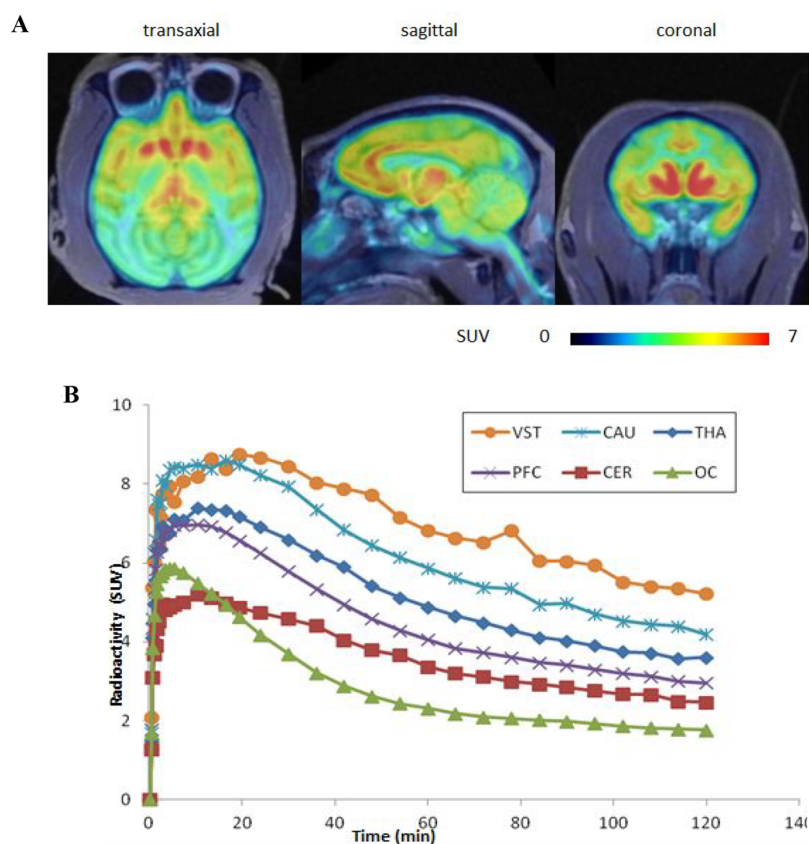 A
transaxial sagittal coronal
SUV 0 7
B
10
8
6
4
2
0
Radioactivity (SUV)
VST CAU THA
PFC CER OC
0 20 40 60 80 100 120 140
Time (min)